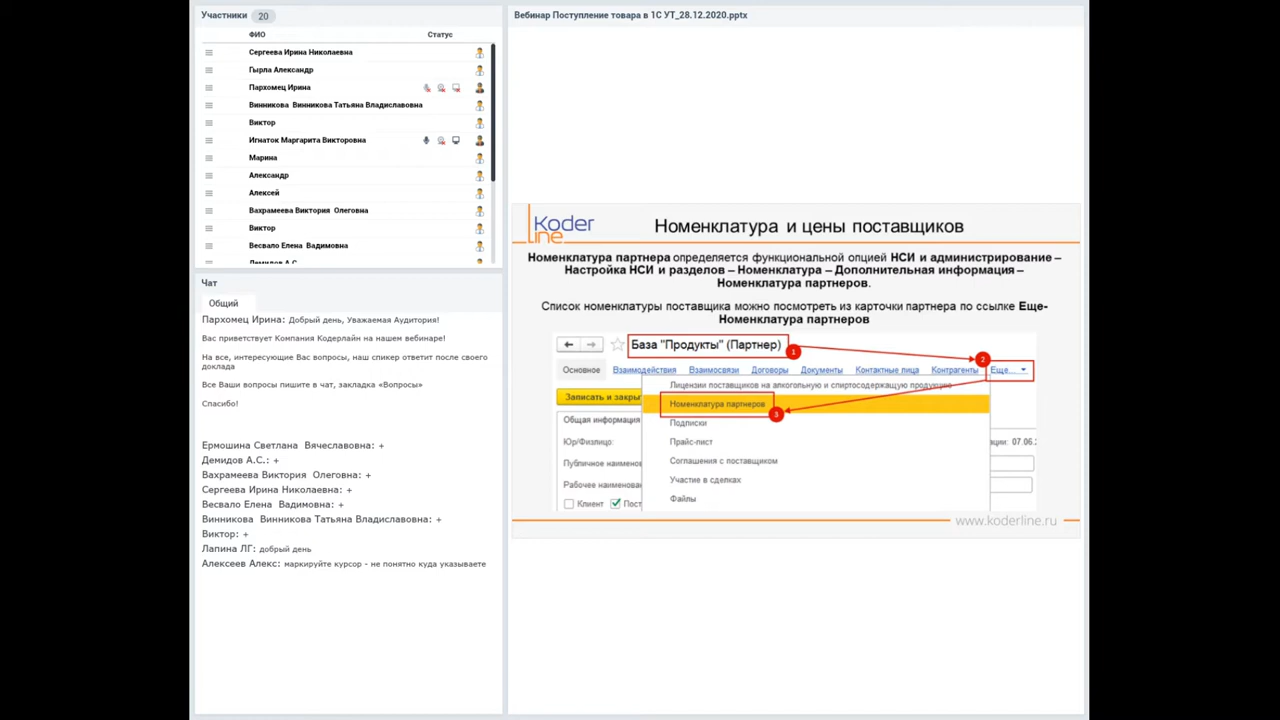 Участники 20
ФИО Статус
Сергеева Ирина Николаевна
Гырла Александр
Пархомец Ирина
Винникова Винникова Татьяна Владиславовна
Виктор
Игнаток Маргарита Викторовна
Марина
Александр
Алексей
Вахрамеева Виктория Олеговна
Виктор
Весвало Елена Вадимовна
Демидов А.С.
Чат
Общий
Пархомец Ирина: Добрый день, Уважаемая Аудитория!
Вас приветствует Компания Кодерлайн на нашем вебинаре!
На все, интересующие Вас вопросы, наш спикер ответит после своего
доклада
Все Ваши вопросы пишите в чат, закладка «Вопросы»
Спасибо!
Ермошина Светлана Вячеславовна: +
Демидов А.С.: +
Вахрамеева Виктория Олеговна: +
Сергеева Ирина Николаевна: +
Весвало Елена Вадимовна: +
Винникова Винникова Татьяна Владиславовна: +
Виктор: +
Лапина ЛГ: добрый день
Алексеев Алекс: маркируйте курсор - не понятно куда указываете
Вебинар Поступление товара в 1С УТ_28.12.2020.pptx
Koder
line
Номенклатура и цены поставщиков
Номенклатура партнера определяется функциональной опцией НСИ и администрирование –
Настройка НСИ и разделов – Номенклатура – Дополнительная информация –
Номенклатура партнеров.
Список номенклатуры поставщика можно посмотреть из карточки партнера по ссылке Еще-
Номенклатура партнеров
База "Продукты" (Партнер) 1 2
Основное Взаимодействия Взаимосвязи Договоры Документы Контактные лица Контрагенты Еще...
Лицензии поставщиков на алкогольную и спиртосодержащую продукцию
Записать и закры Номенклатура партнеров 3
Общая информация Подписки
Юр/Физлицо: Прайс-лист ации: 07.06.2
Публичное наименов Соглашения с поставщиком
Рабочее наименован Участие в сделках
Клиент Пост Файлы
www.koderline.ru